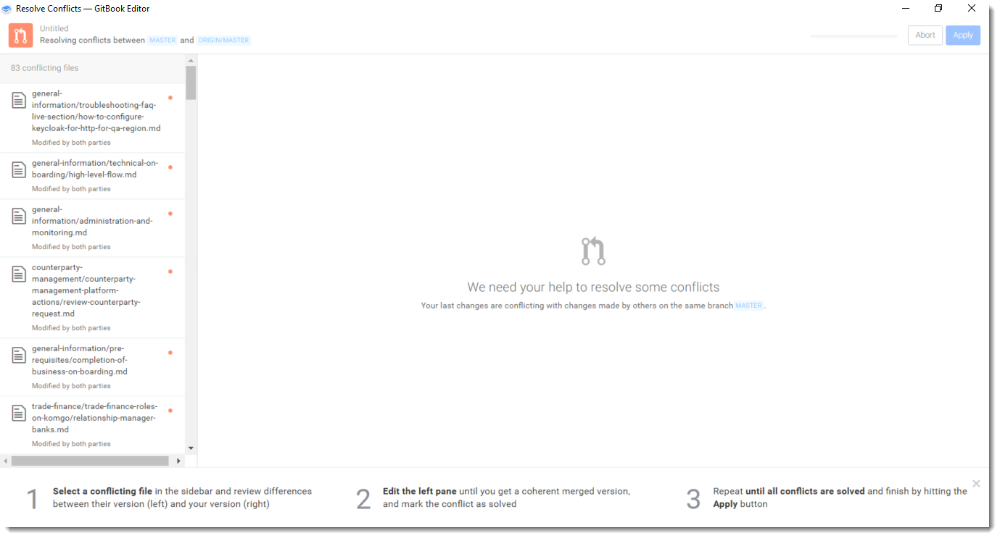 Resolve Conflicts — GitBook Editor
Untitled
Resolving conflicts between MASTER and ORIGIN/MASTER
Abort
Apply
83 conflicting files
general-
information/troubleshooting-faq-
live-section/how-to-configure-
keycloak-for-http-for-qa-region.md
Modified by both parties
general-information/technical-on-
boarding/high-level-flow.md
Modified by both parties
general-
information/administration-and-
monitoring.md
Modified by both parties
counterparty-
management/counterparty-
management-platform-
actions/review-counterparty-
request.md
Modified by both parties
general-information/pre-
requisites/completion-of-
business-on-boarding.md
Modified by both parties
trade-finance/trade-finance-roles-
on-komgo/relationship-manager-
banks.md
Modified by both parties
We need your help to resolve some conflicts
Your last changes are conflicting with changes made by others on the same branch MASTER .
1
Select a conflicting file in the sidebar and review differences
between their version (left) and your version (right)
2
Edit the left pane until you get a coherent merged version,
and mark the conflict as solved
3
Repeat until all conflicts are solved and finish by hitting the
Apply button